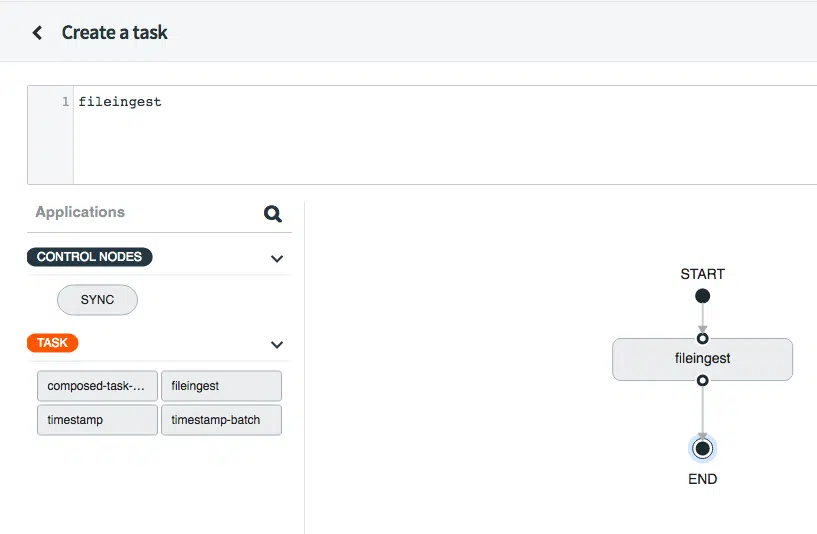 Create a task
1 fileingest
Applications
CONTROL NODES
SYNC
TASK
composed-task-... fileingest
timestamp timestamp-batch
START
fileingest
END